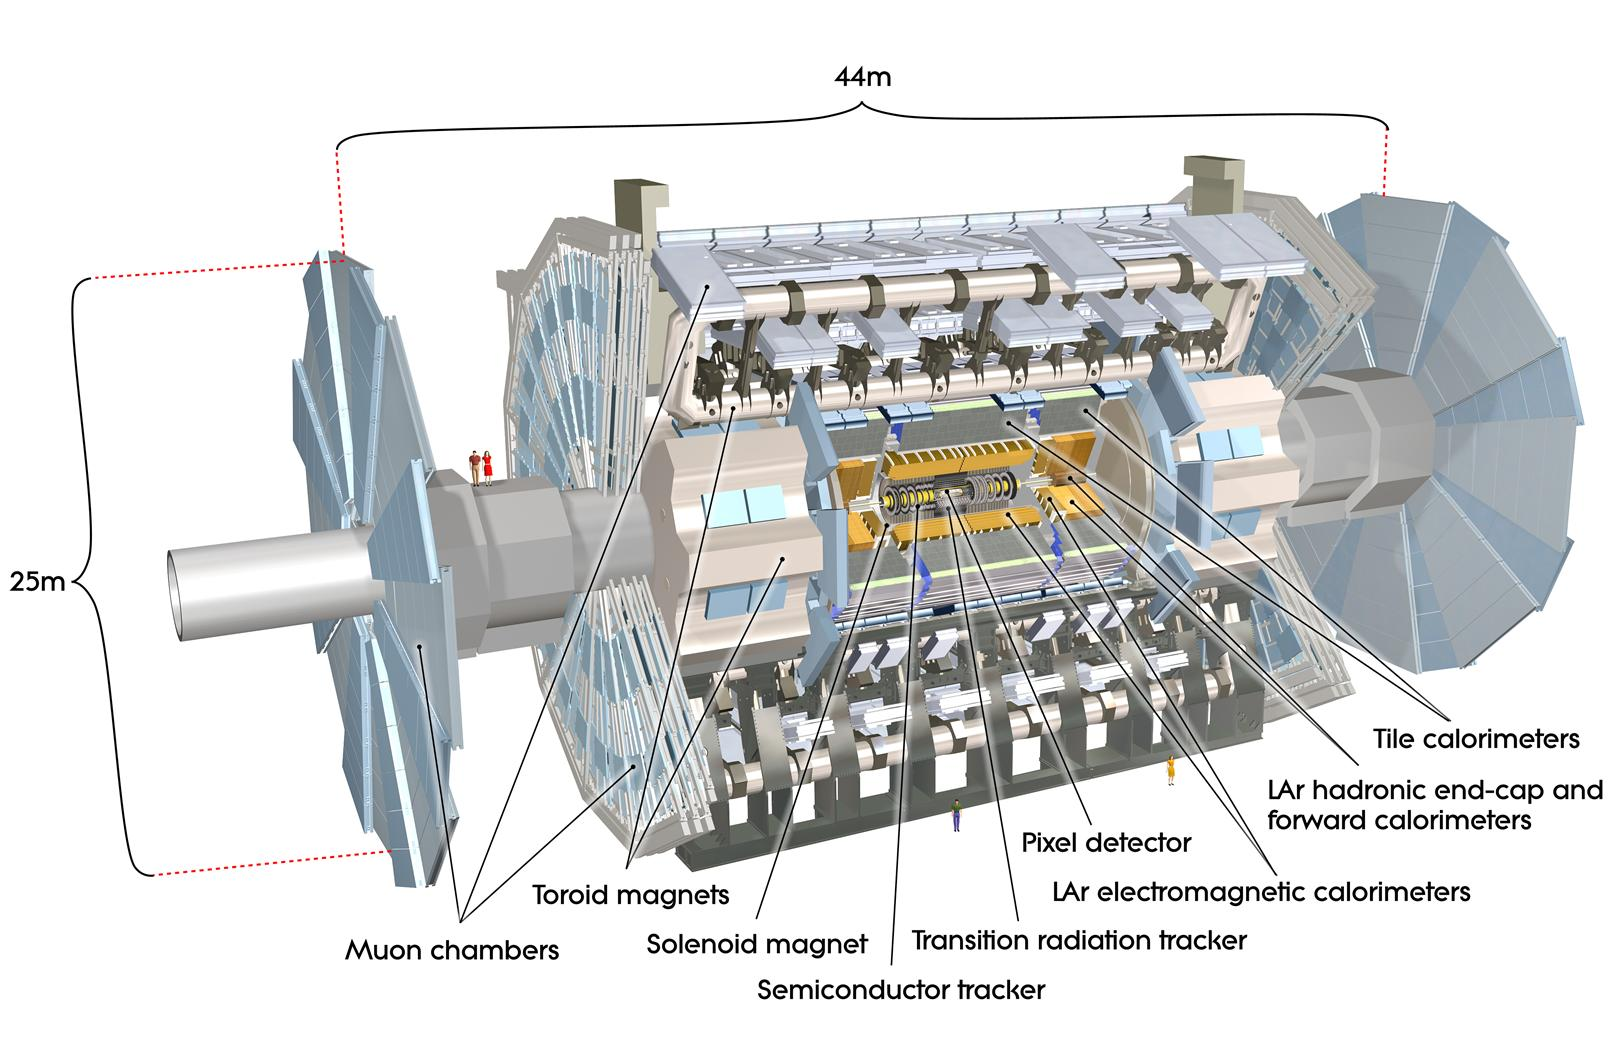 44m
25m
Tile calorimeters
LAr hadronic end-cap and
forward calorimeters
Pixel detector
LAr electromagnetic calorimeters
Toroid magnets
Solenoid magnet
Transition radiation tracker
Muon chambers
Semiconductor tracker